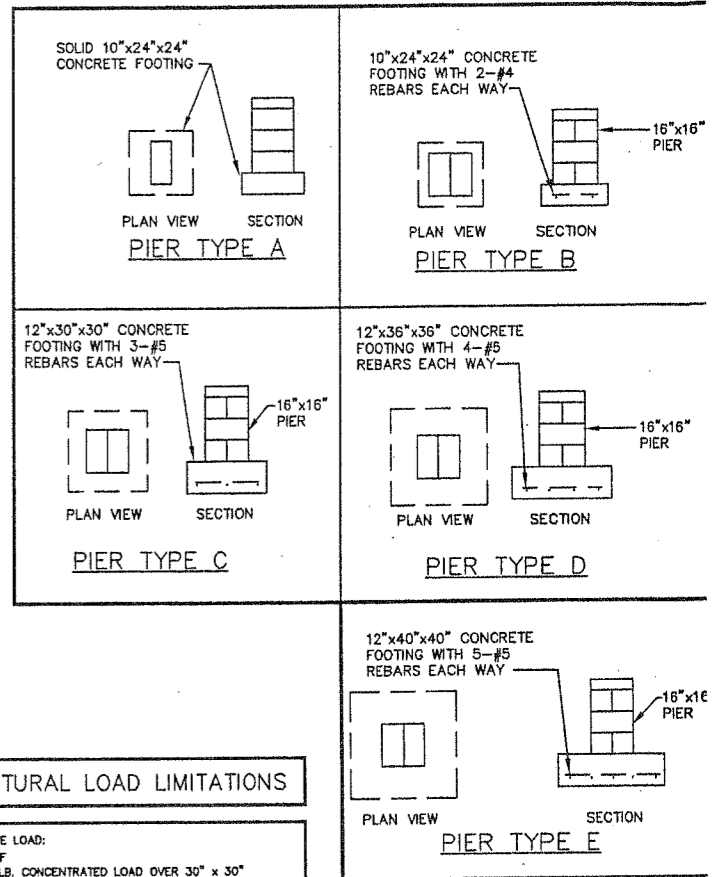 SOLID 10"x24"x24"
CONCRETE FOOTING
PLAN VIEW
SECTION
PIER TYPE A
10"x24"x24" CONCRETE
FOOTING WITH 2-#4
REBARS EACH WAY
16"x16"
PIER
PLAN VIEW
SECTION
PIER TYPE B
12"x30"x30" CONCRETE
FOOTING WITH 3-#5
REBARS EACH WAY
16"x16"
PIER
PLAN VIEW
SECTION
PIER TYPE C
12"x36"x36" CONCRETE
FOOTING WITH 4-#5
REBARS EACH WAY
16"x16"
PIER
PLAN VIEW
SECTION
PIER TYPE D
12"x40"x40" CONCRETE
FOOTING WITH 5-#5
REBARS EACH WAY
16"x16
PIER
PLAN VIEW
SECTION
PIER TYPE E
TURAL LOAD LIMITATIONS
E LOAD:
F
LB. CONCENTRATED LOAD OVER 30" x 30"